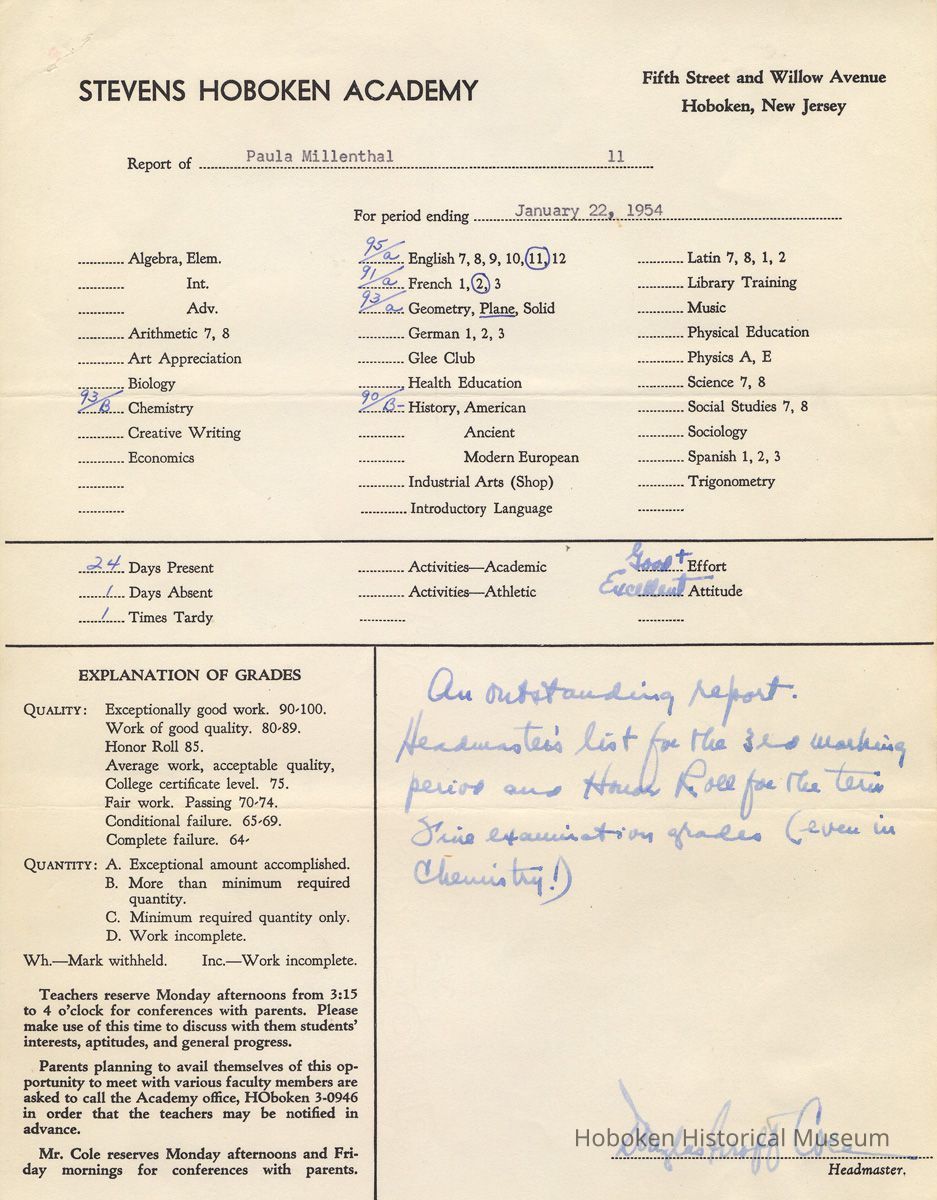 STEVENS HOBOKEN ACADEMY
Fifth Street and Willow Avenue
Hoboken, New Jersey
Report of Paula Millenthal 11
For period ending January 22, 1954
Algebra, Elem.
Int.
Adv.
Arithmetic 7, 8
Art Appreciation
Biology
93/B Chemistry
Creative Writing
Economics
95/a English 7, 8, 9, 10, 11, 12
91/a French 1, 2, 3
93/a Geometry, Plane, Solid
German 1, 2, 3
Glee Club
Health Education
90/B- History, American
Ancient
Modern European
Industrial Arts (Shop)
Introductory Language
Latin 7, 8, 1, 2
Library Training
Music
Physical Education
Physics A, E
Science 7, 8
Social Studies 7, 8
Sociology
Spanish 1, 2, 3
Trigonometry
24 Days Present
1 Days Absent
1 Times Tardy
Activities—Academic
Activities—Athletic
Good+ Effort
Excellent Attitude
EXPLANATION OF GRADES
QUALITY: Exceptionally good work. 90-100.
Work of good quality. 80-89.
Honor Roll 85.
Average work, acceptable quality,
College certificate level. 75.
Fair work. Passing 70-74.
Conditional failure. 65-69.
Complete failure. 64-
QUANTITY: A. Exceptional amount accomplished.
B. More than minimum required
quantity.
C. Minimum required quantity only.
D. Work incomplete.
Wh.—Mark withheld. Inc.—Work incomplete.
Teachers reserve Monday afternoons from 3:15
to 4 o'clock for conferences with parents. Please
make use of this time to discuss with them students'
interests, aptitudes, and general progress.
Parents planning to avail themselves of this op-
portunity to meet with various faculty members are
asked to call the Academy office, HOboken 3-0946
in order that the teachers may be notified in
advance.
Mr. Cole reserves Monday afternoons and Fri-
day mornings for conferences with parents.
An outstanding report.
Headmaster's list for the 3rd marking
period and Honor Roll for the term
Fine examination grades (even in
Chemistry!)
Douglas Cole
Hoboken Historical Museum
Headmaster.